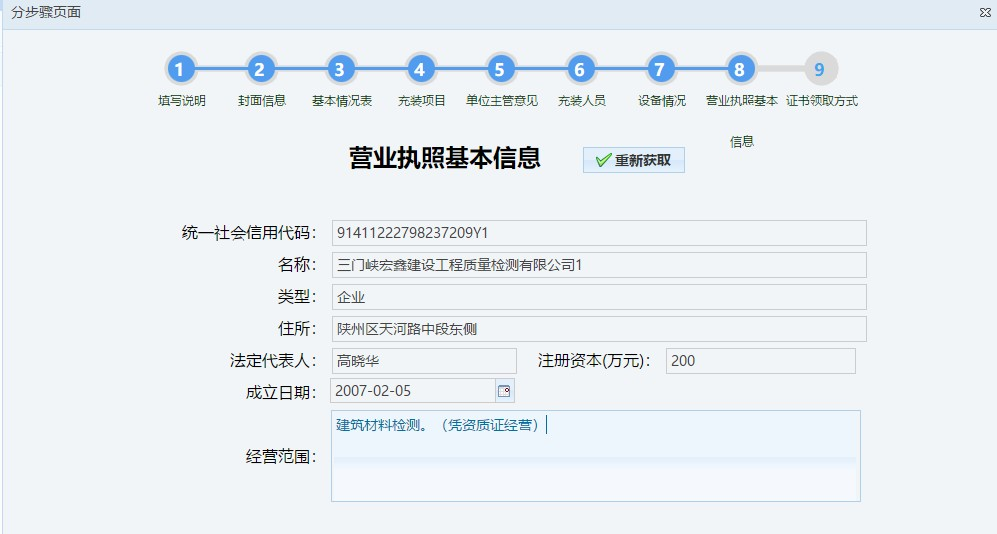 分步骤页面
1 2 3 4 5 6 7 8 9
填写说明 封面信息 基本情况表 充装项目 单位主管意见 充装人员 设备情况 营业执照基本 证书领取方式
信息
营业执照基本信息 重新获取
统一社会信用代码： 91411222798237209Y1
名称： 三门峡宏鑫建设工程质量检测有限公司1
类型： 企业
住所： 陕州区天河路中段东侧
法定代表人： 高晓华 注册资本(万元)： 200
成立日期： 2007-02-05
经营范围： 建筑材料检测。（凭资质证经营）